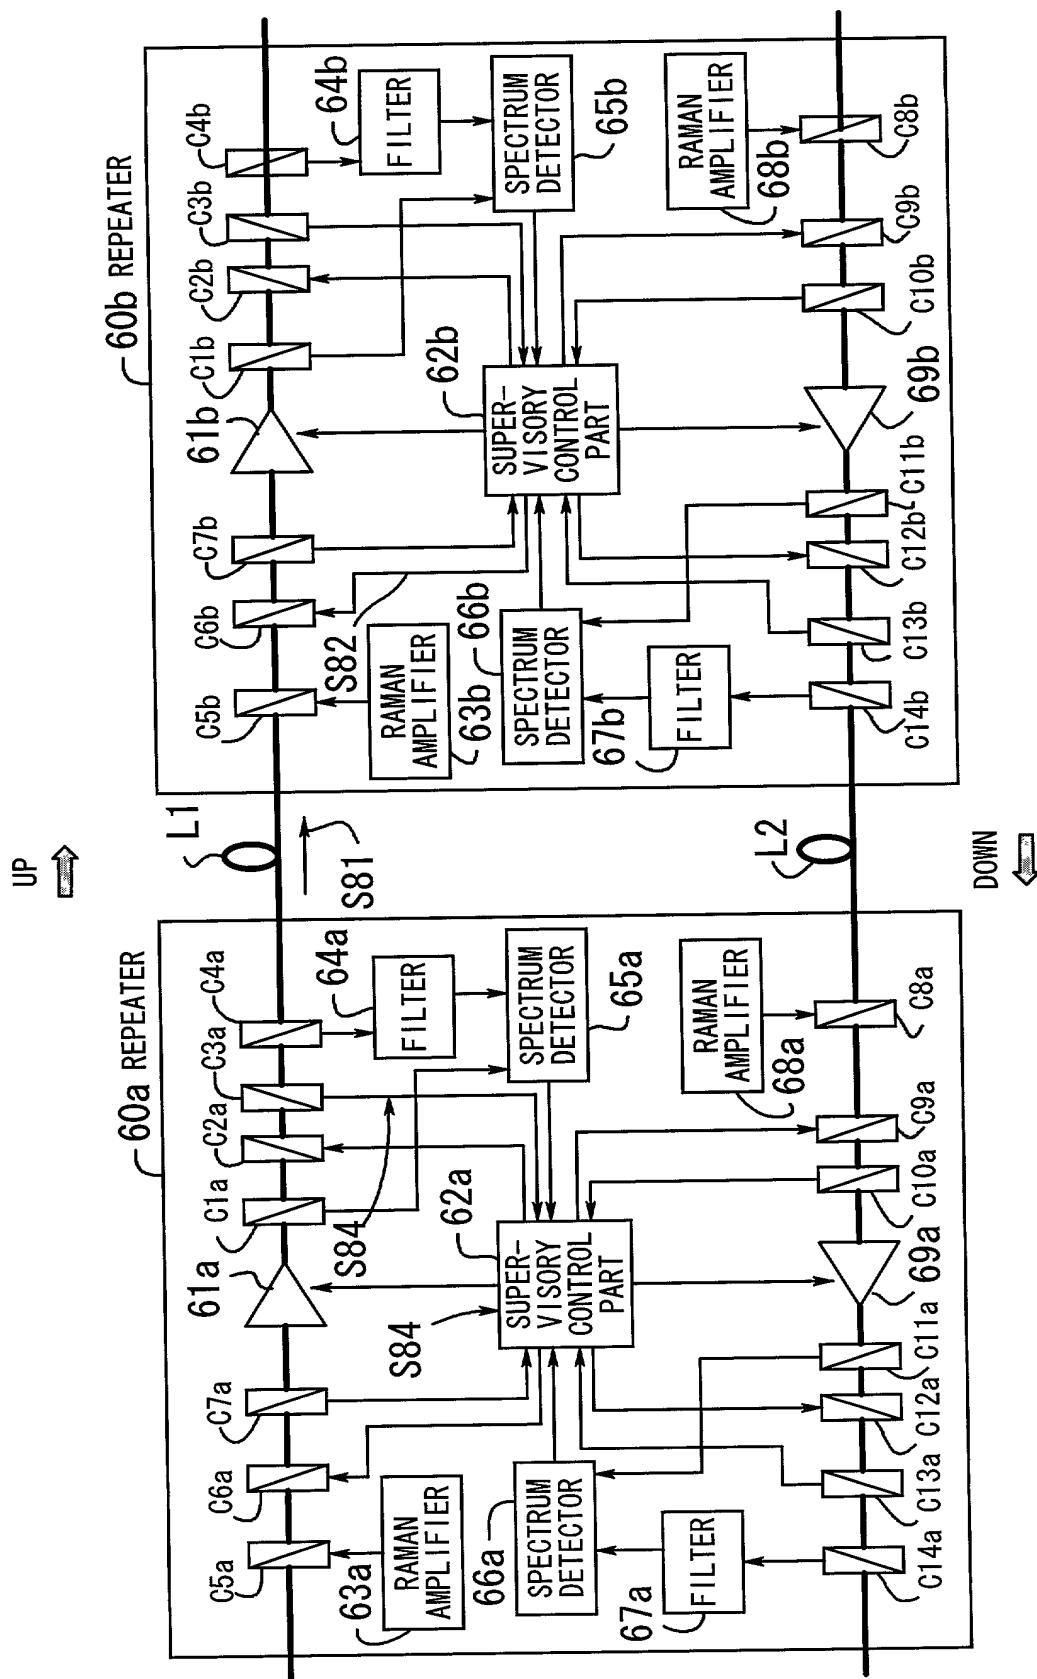 UP
60a REPEATER
60b REPEATER
C5a
C6a
C7a
61a
C1a
C2a
C3a
C4a
L1
C5b
C6b
C7b
61b
C1b
C2b
C3b
C4b
S81
63a
RAMAN
AMPLIFIER
S84
S84
62a
64a
FILTER
RAMAN
AMPLIFIER
63b
S82
62b
64b
FILTER
66a
SPECTRUM
DETECTOR
SUPER-
VISORY
CONTROL
PART
SPECTRUM
DETECTOR
65a
66b
SPECTRUM
DETECTOR
SUPER-
VISORY
CONTROL
PART
SPECTRUM
DETECTOR
65b
67a
FILTER
RAMAN
AMPLIFIER
68a
67b
FILTER
RAMAN
AMPLIFIER
68b
C14a
C13a
C12a
C11a
69a
C10a
C9a
C8a
L2
C14b
C13b
C12b
C11b
69b
C10b
C9b
C8b
DOWN